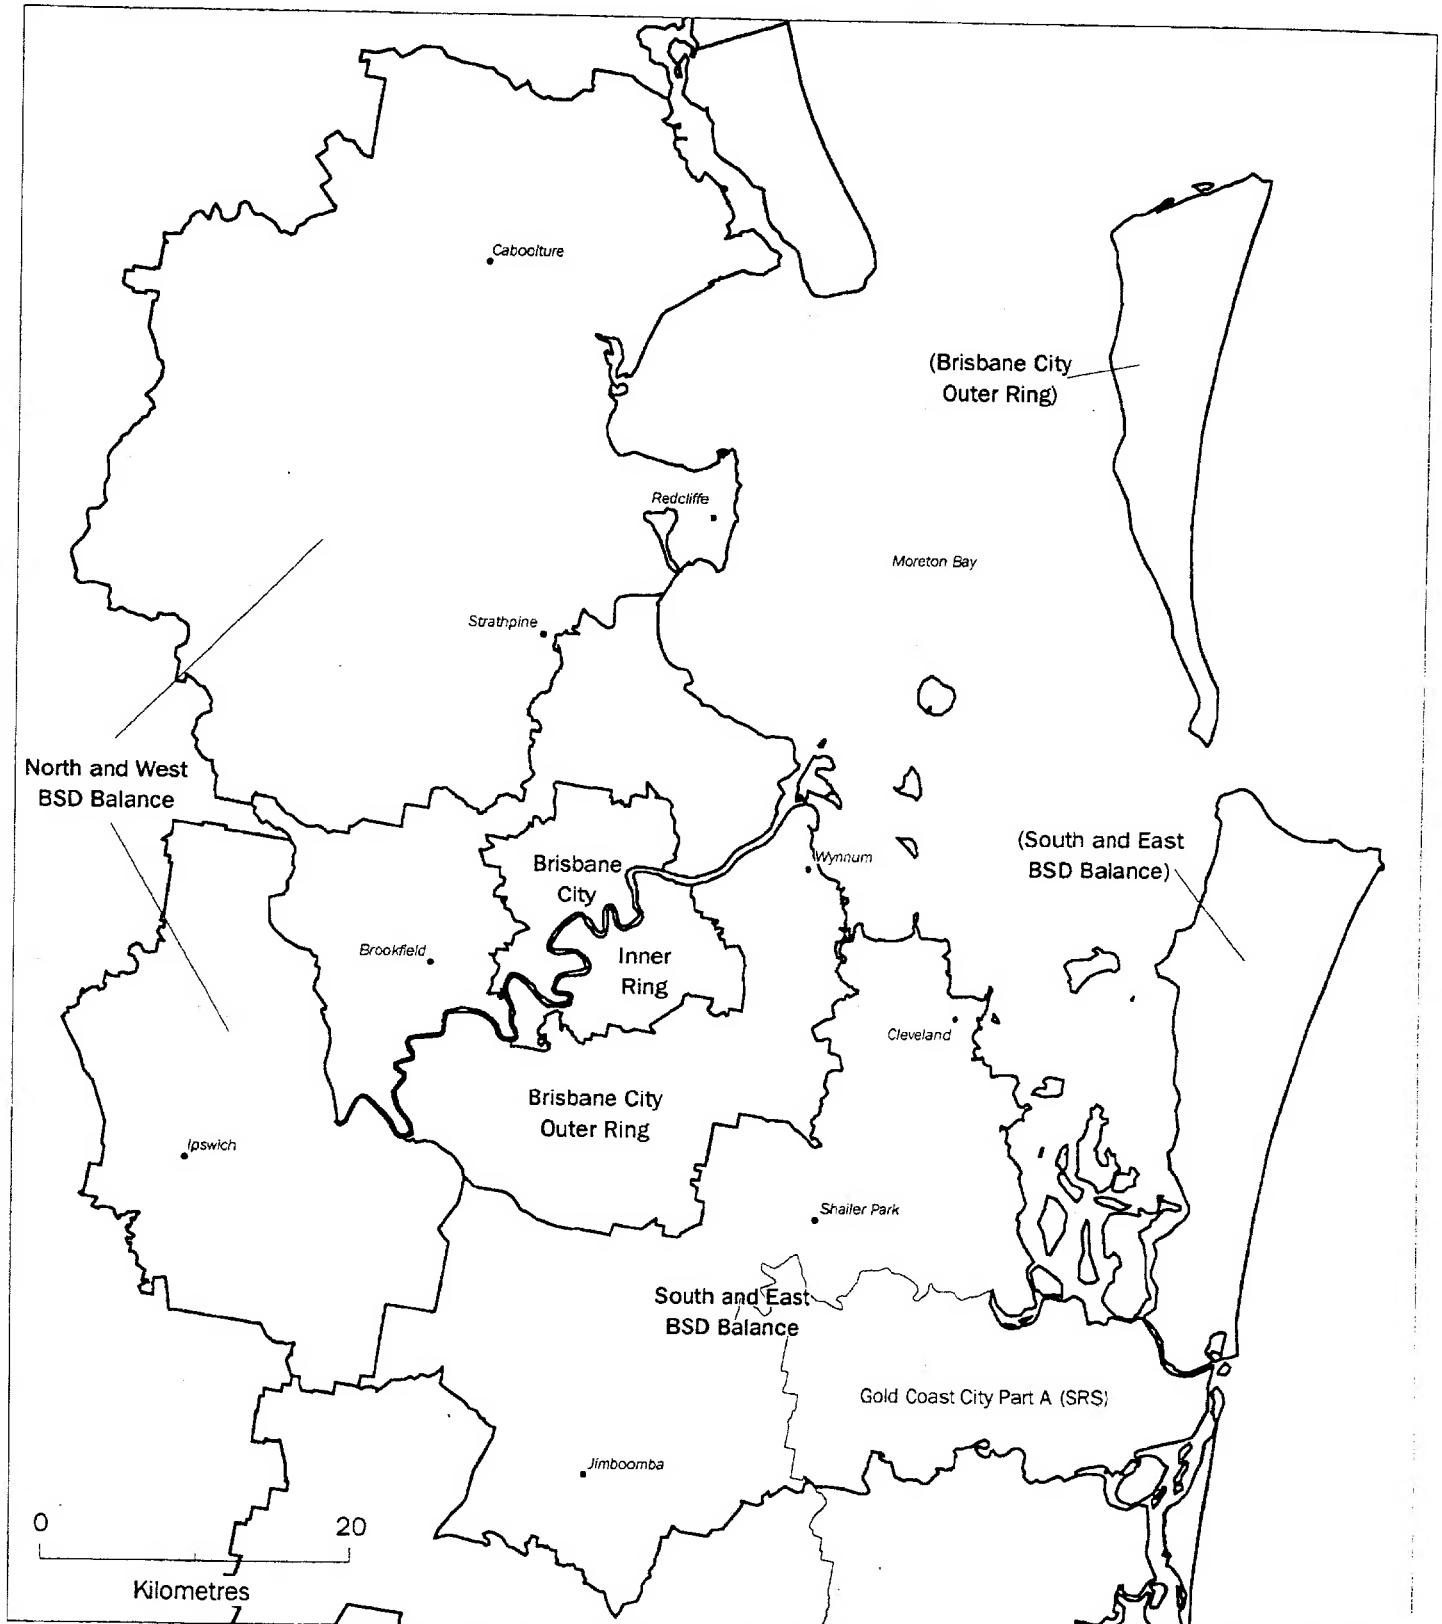 Caboolture
(Brisbane City
Outer Ring)
Redcliffe
Moreton Bay
Strathpine
North and West
BSD Balance
(South and East
BSD Balance)
Wynnum
Brisbane
City
Brookfield
Inner
Ring
Cleveland
Brisbane City
Outer Ring
Ipswich
Shailer Park
South and East
BSD Balance
Gold Coast City Part A (SRS)
Jimboomba
0 20
Kilometres